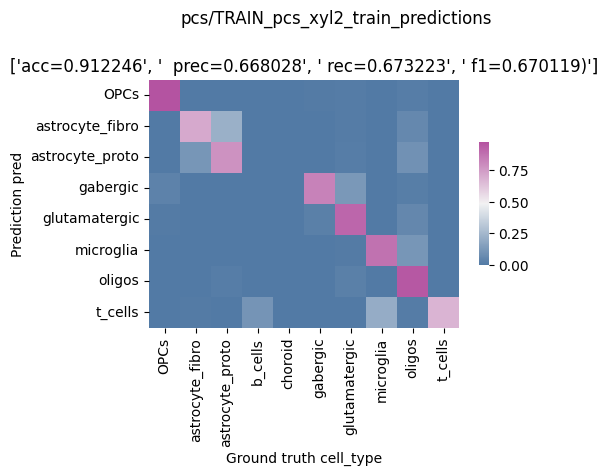 pcs/TRAIN_pcs_xyl2_train_predictions
['acc=0.912246', '  prec=0.668028', ' rec=0.673223', ' f1=0.670119)']
OPCs
astrocyte_fibro
astrocyte_proto
gabergic
glutamatergic
microglia
oligos
t_cells
Prediction pred
0.75
0.50
0.25
0.00
OPCs
astrocyte_fibro
astrocyte_proto
b_cells
choroid
gabergic
glutamatergic
microglia
oligos
t_cells
Ground truth cell_type